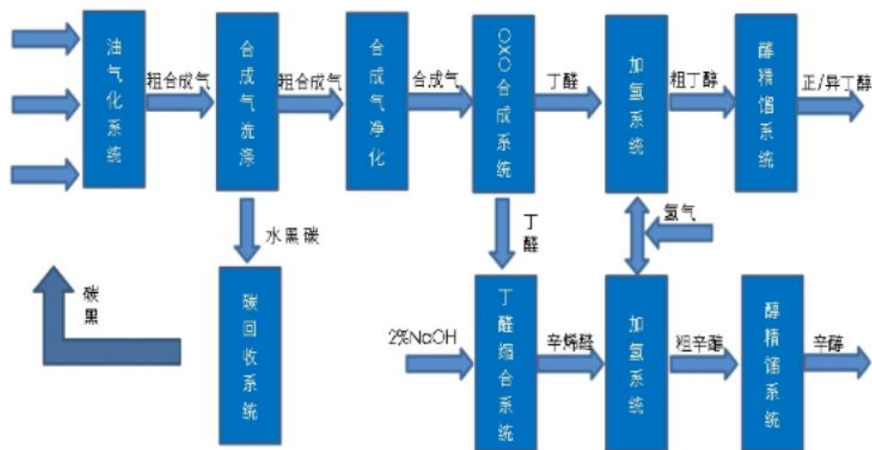 油气化系统
粗合成气
合成气洗涤
粗合成气
合成气净化
合成气
OXO合成系统
丁醛
加氢系统
粗丁醇
醇精馏系统
正/异丁醇
水黑碳
丁醛
氢气
碳黑
碳回收系统
2%NaOH
丁醛缩合系统
辛烯醛
加氢系统
粗辛醇
醇精馏系统
辛醇